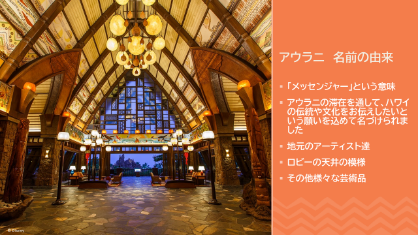 アウラニ　名前の由来
「メッセンジャー」という意味
アウラニの滞在を通して、ハワイ
の伝統や文化をお伝えしたいと
いう願いを込めて名づけられま
した
地元のアーティスト達
ロビーの天井の模様
その他様々な芸術品